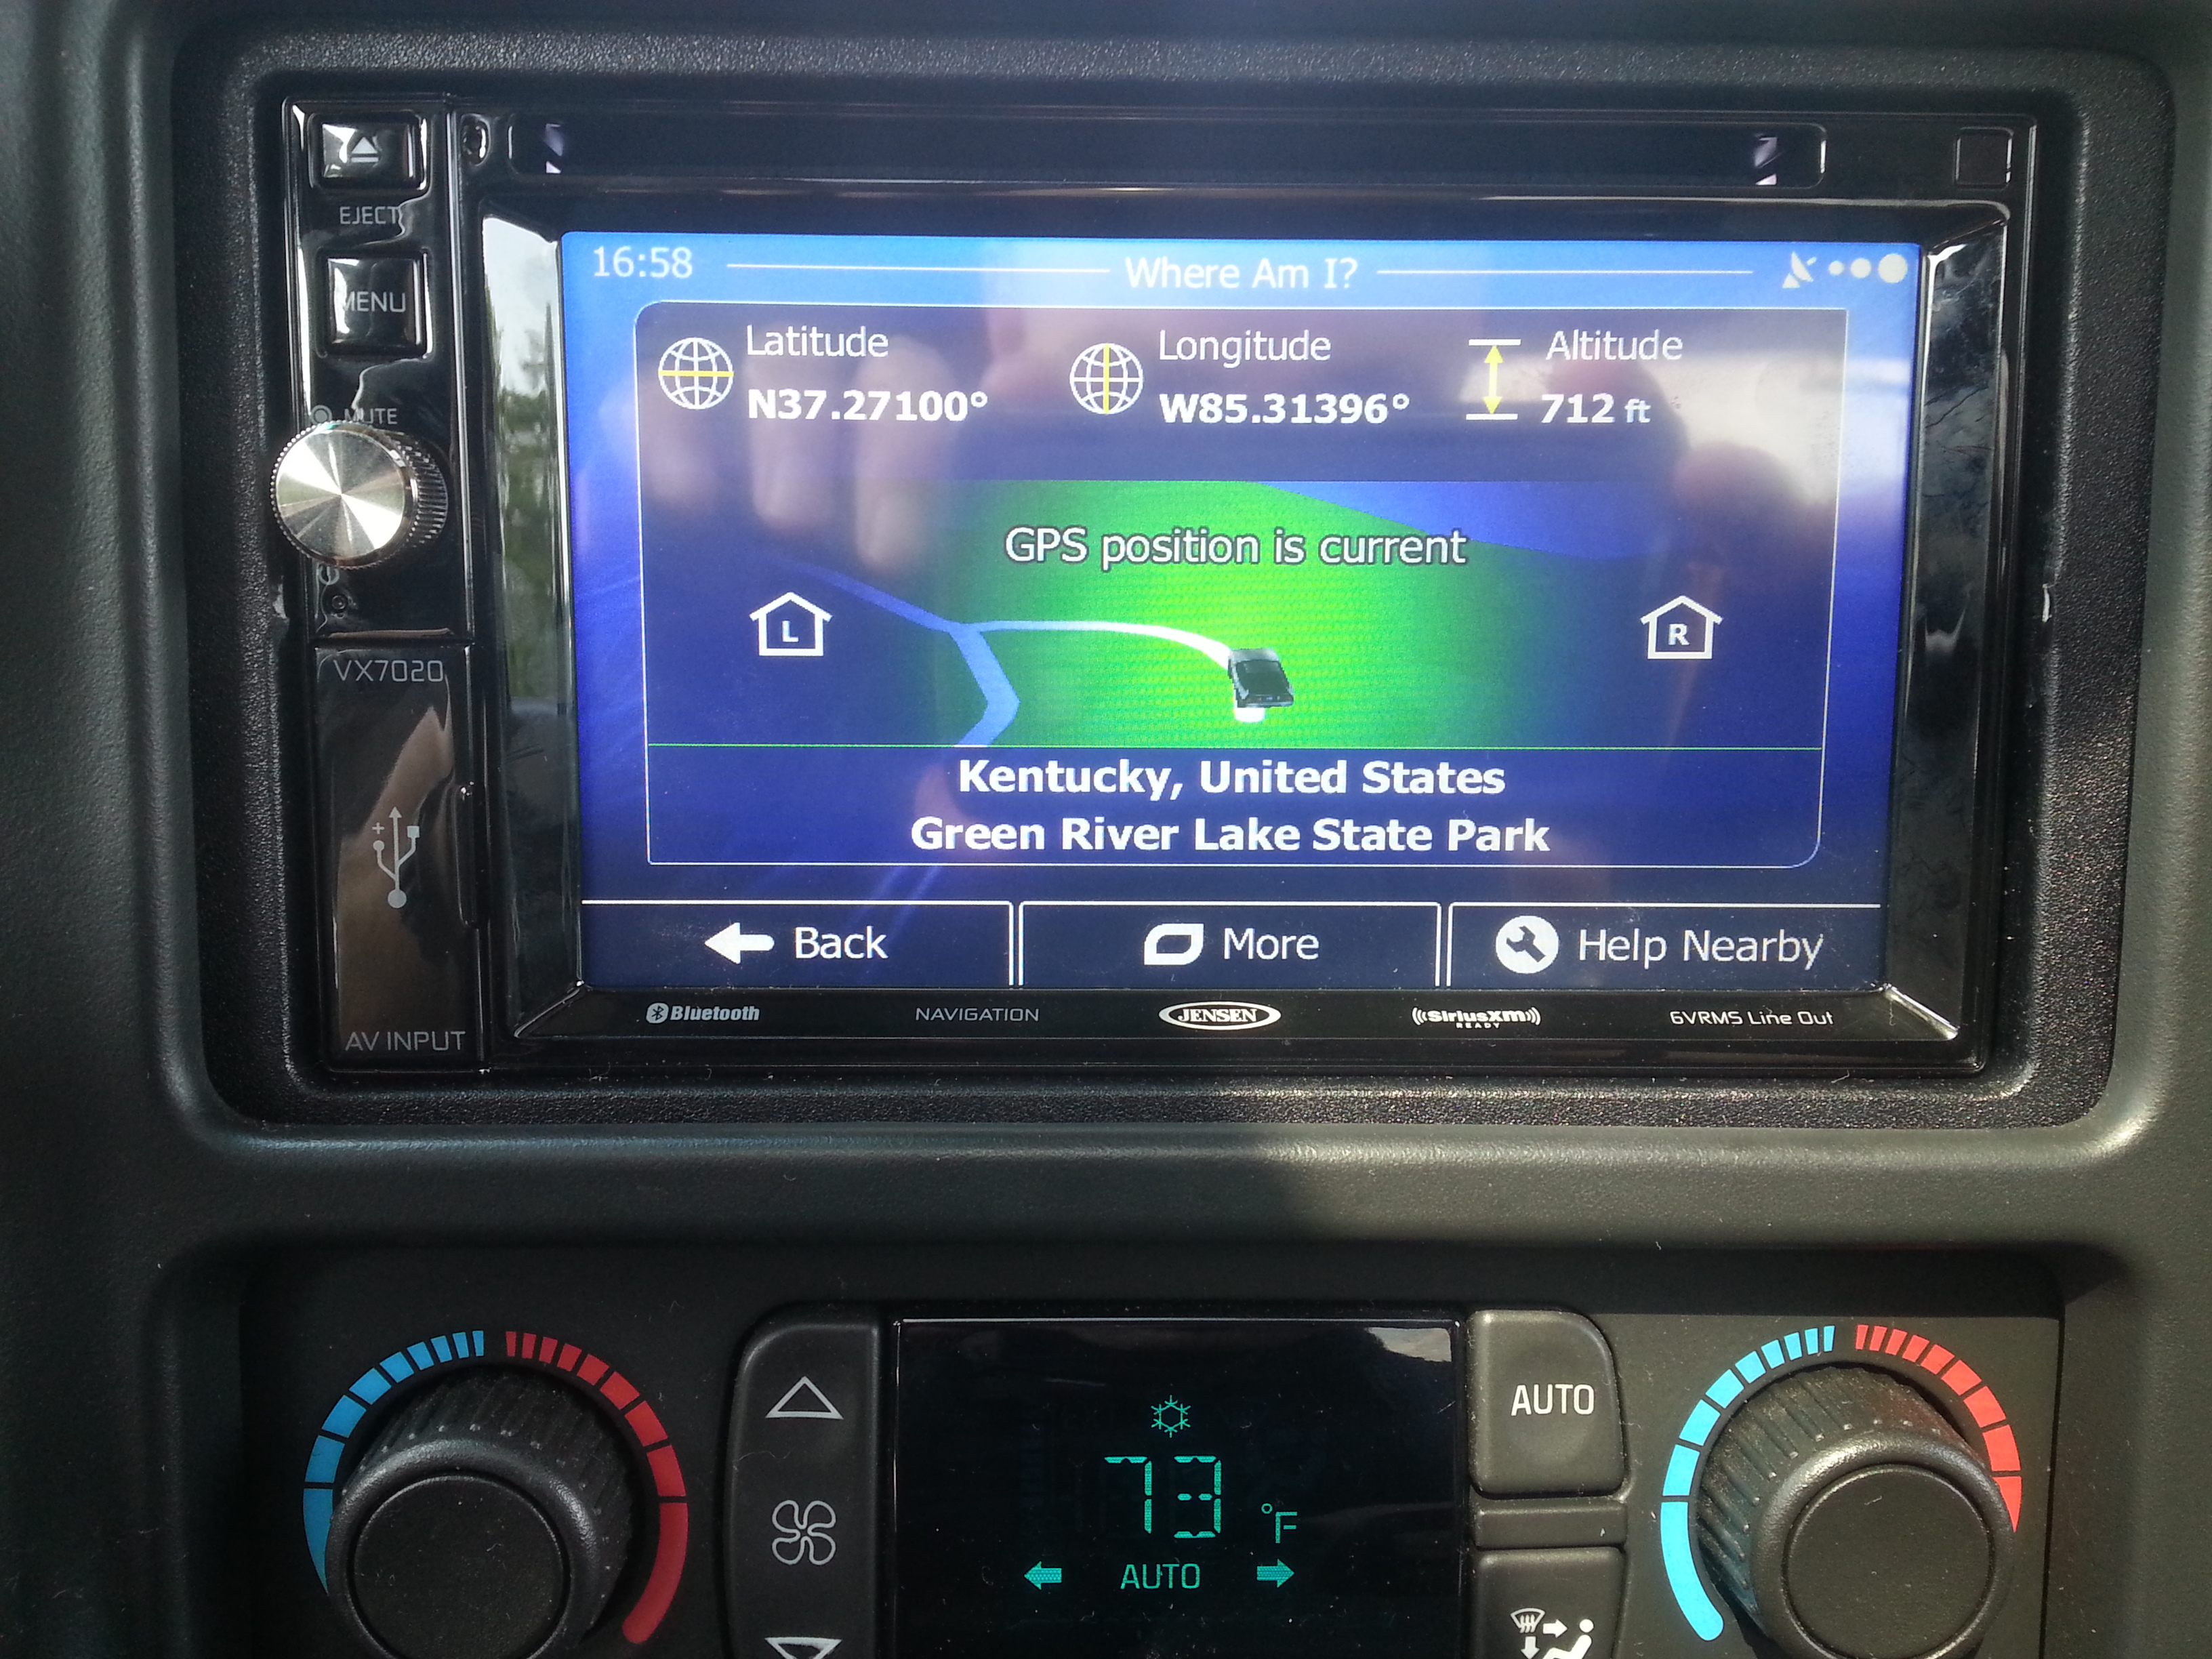 EJECT
MENU
MUTE
VX7020
AV INPUT
16:58
Where Am I?
Latitude
N37.27100°
Longitude
W85.31396°
Altitude
712 ft
GPS position is current
L
R
Kentucky, United States
Green River Lake State Park
Back
More
Help Nearby
Bluetooth
NAVIGATION
JENSEN
((SiriusXM))
READY
6VRMS Line Out
73 °F
AUTO
AUTO